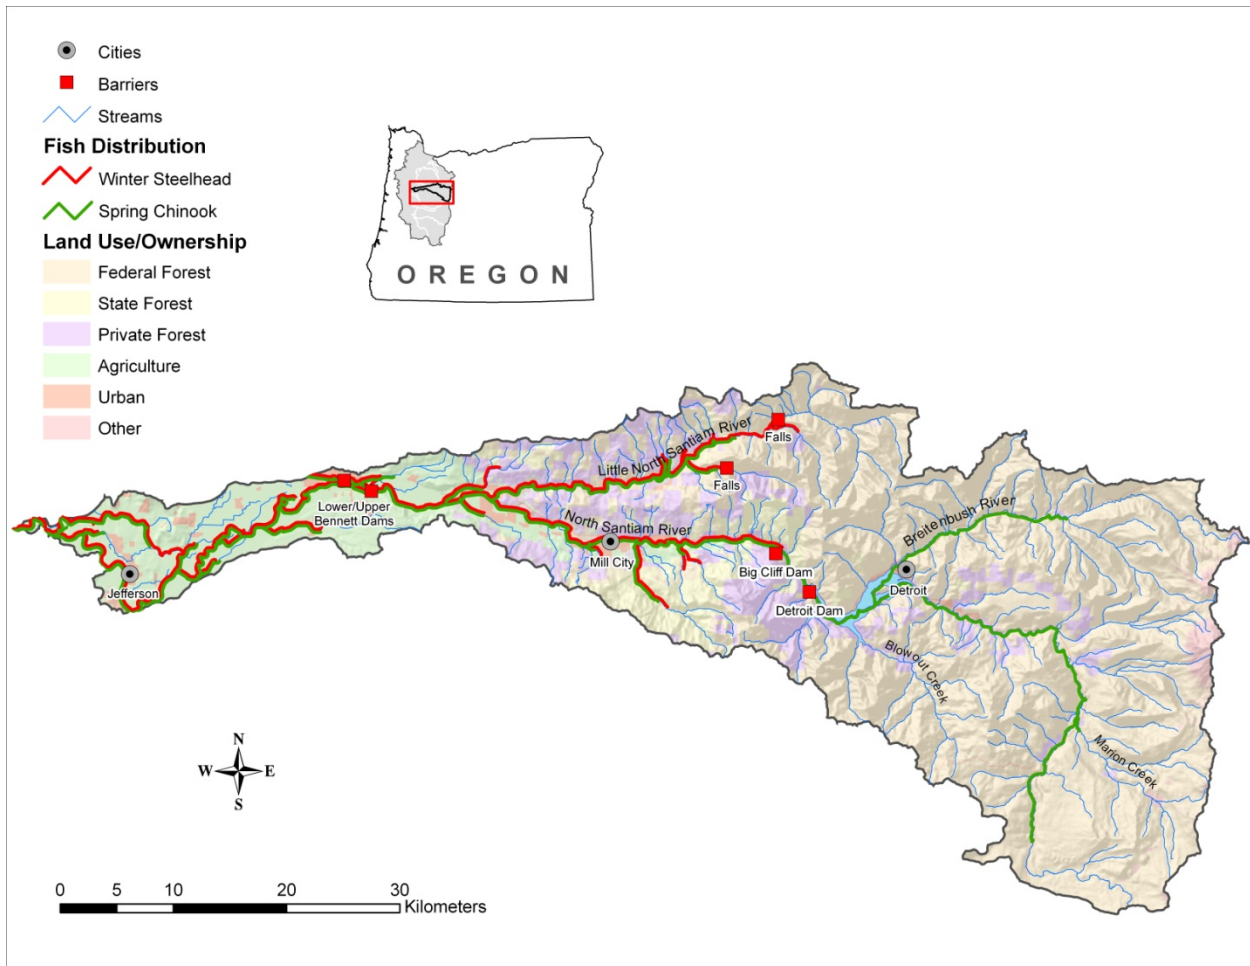 Cities
Barriers
Streams
Fish Distribution
Winter Steelhead
Spring Chinook
Land Use/Ownership
Federal Forest
State Forest
Private Forest
Agriculture
Urban
Other
OREGON
Little North Santiam River
Falls
Falls
Lower/Upper
Bennett Dams
North Santiam River
Mill City
Big Cliff Dam
Detroit Dam
Breitenbush River
Detroit
Jefferson
Blowout Creek
Marion Creek
N
W E
S
0 5 10 20 30
Kilometers